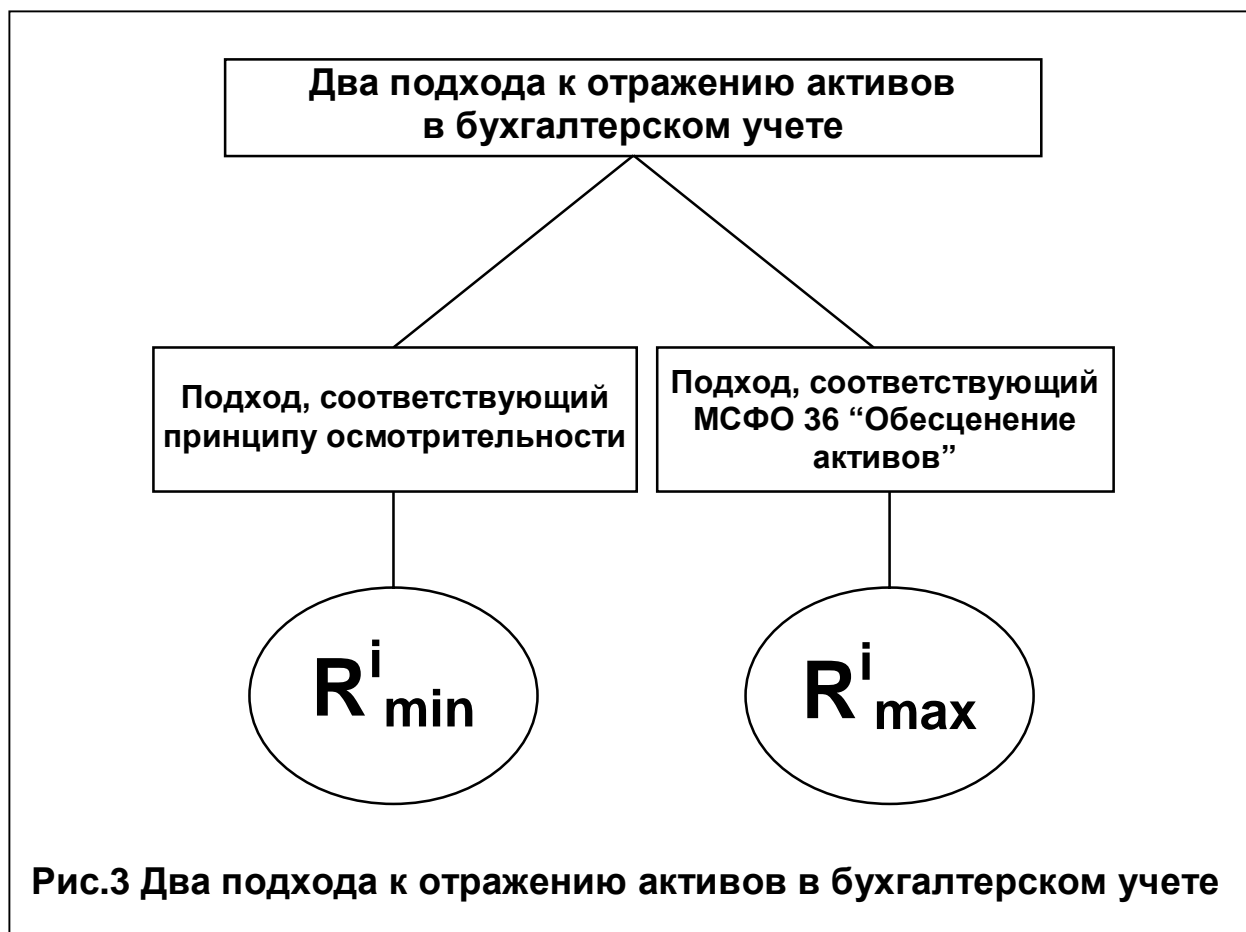 Два подхода к отражению активов
в бухгалтерском учете
Подход, соответствующий
принципу осмотрительности
Подход, соответствующий
МСФО 36 “Обесценение
активов”
R^i_min
R^i_max
Рис.3 Два подхода к отражению активов в бухгалтерском учете